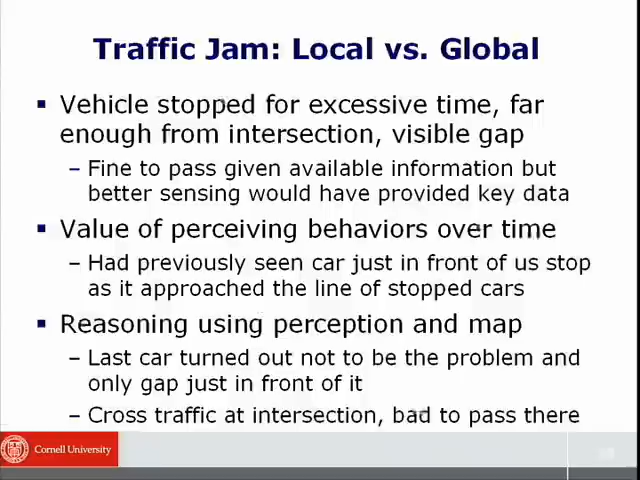 Traffic Jam: Local vs. Global
▪ Vehicle stopped for excessive time, far
enough from intersection, visible gap
– Fine to pass given available information but
better sensing would have provided key data
▪ Value of perceiving behaviors over time
– Had previously seen car just in front of us stop
as it approached the line of stopped cars
▪ Reasoning using perception and map
– Last car turned out not to be the problem and
only gap just in front of it
– Cross traffic at intersection, bad to pass there
Cornell University